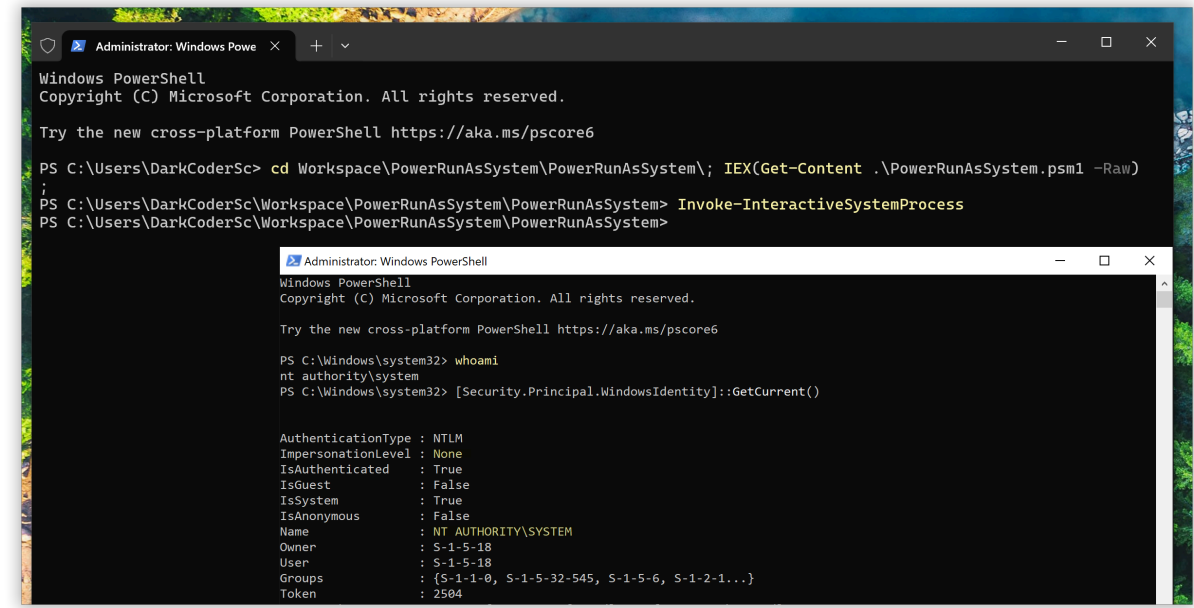 Administrator: Windows Powe
Windows PowerShell
Copyright (C) Microsoft Corporation. All rights reserved.
Try the new cross-platform PowerShell https://aka.ms/pscore6
PS C:\Users\DarkCoderSc> cd Workspace\PowerRunAsSystem\PowerRunAsSystem\; IEX(Get-Content .\PowerRunAsSystem.psm1 -Raw)
;
PS C:\Users\DarkCoderSc\Workspace\PowerRunAsSystem\PowerRunAsSystem> Invoke-InteractiveSystemProcess
PS C:\Users\DarkCoderSc\Workspace\PowerRunAsSystem\PowerRunAsSystem>
Administrator: Windows PowerShell
Windows PowerShell
Copyright (C) Microsoft Corporation. All rights reserved.
Try the new cross-platform PowerShell https://aka.ms/pscore6
PS C:\Windows\system32> whoami
nt authority\system
PS C:\Windows\system32> [Security.Principal.WindowsIdentity]::GetCurrent()
AuthenticationType : NTLM
ImpersonationLevel : None
IsAuthenticated    : True
IsGuest            : False
IsSystem           : True
IsAnonymous        : False
Name               : NT AUTHORITY\SYSTEM
Owner              : S-1-5-18
User               : S-1-5-18
Groups             : {S-1-1-0, S-1-5-32-545, S-1-5-6, S-1-2-1...}
Token              : 2504